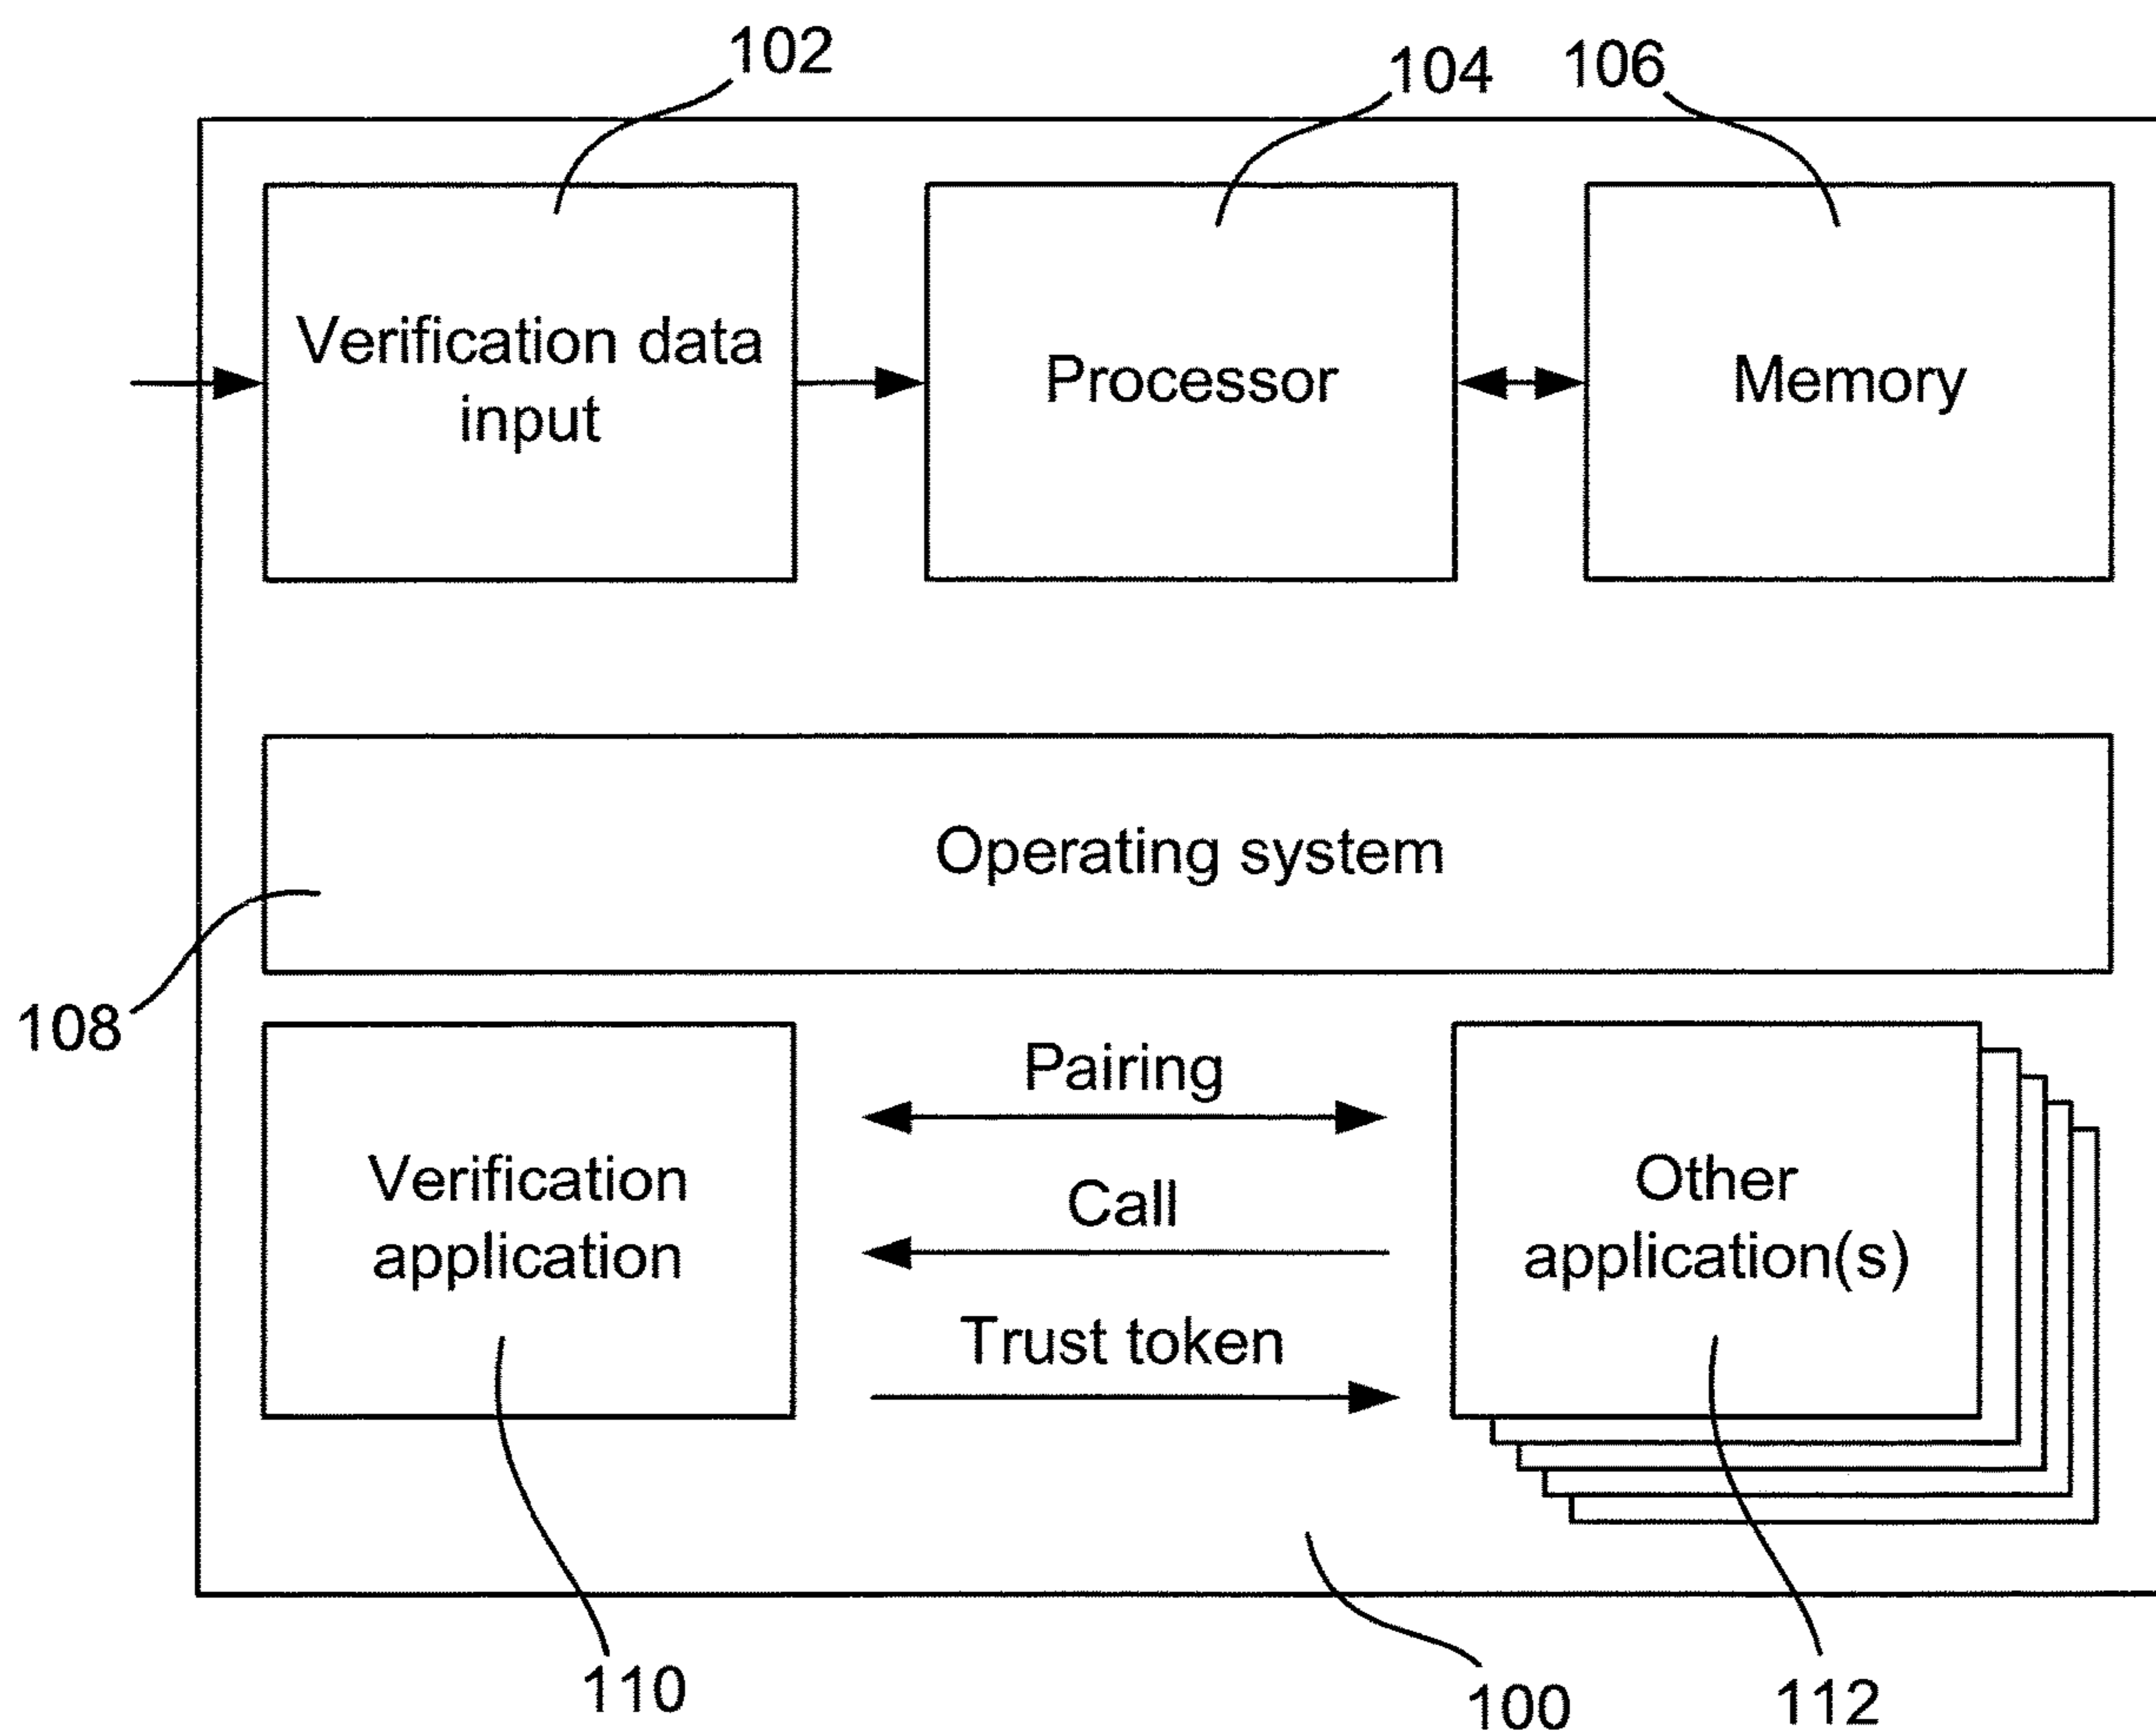 102
104
106
Verification data
input
Processor
Memory
Operating system
108
Verification
application
Pairing
Call
Trust token
Other
application(s)
110
100
112